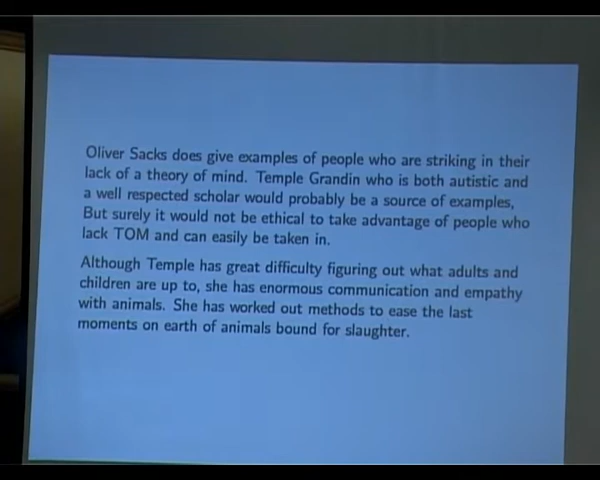 Oliver Sacks does give examples of people who are striking in their
lack of a theory of mind. Temple Grandin who is both autistic and
a well respected scholar would probably be a source of examples,
But surely it would not be ethical to take advantage of people who
lack TOM and can easily be taken in.
Although Temple has great difficulty figuring out what adults and
children are up to, she has enormous communication and empathy
with animals. She has worked out methods to ease the last
moments on earth of animals bound for slaughter.